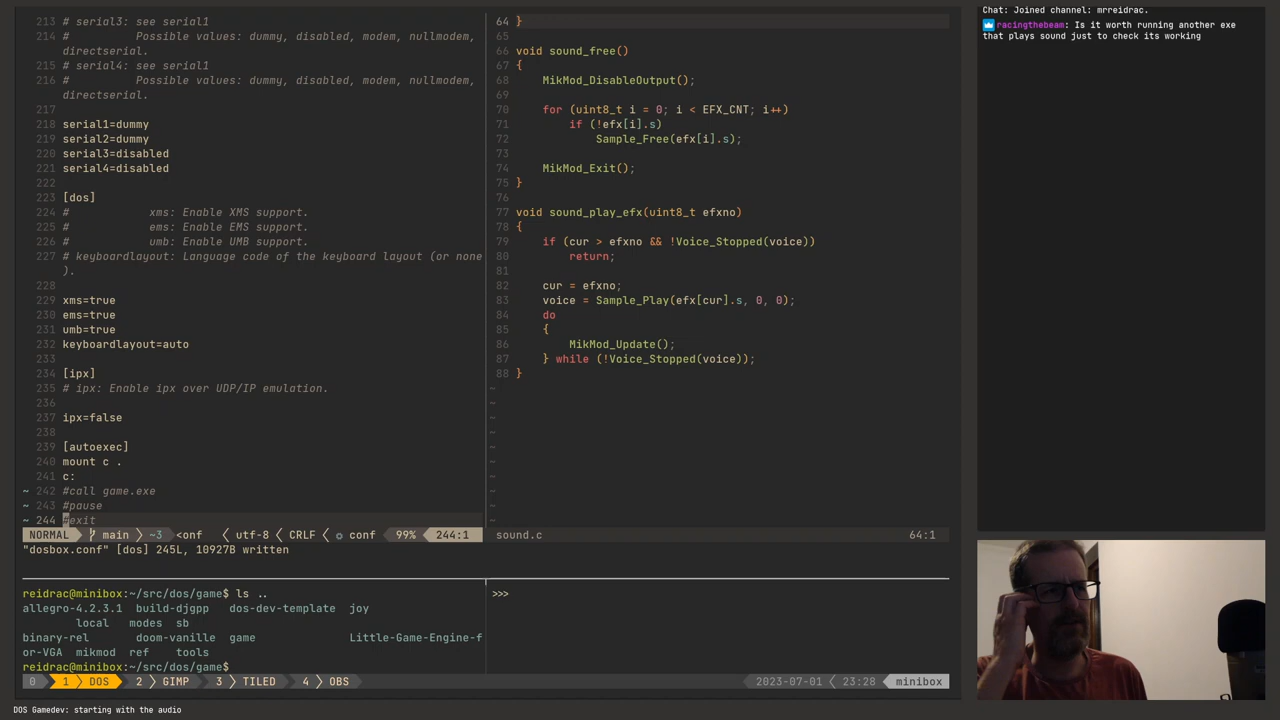 213 # serial3: see serial1
214 # Possible values: dummy, disabled, modem, nullmodem,
directserial.
215 # serial4: see serial1
216 # Possible values: dummy, disabled, modem, nullmodem,
directserial.
217
218 serial1=dummy
219 serial2=dummy
220 serial3=disabled
221 serial4=disabled
222
223 [dos]
224 # xms: Enable XMS support.
225 # ems: Enable EMS support.
226 # umb: Enable UMB support.
227 # keyboardlayout: Language code of the keyboard layout (or none
).
228
229 xms=true
230 ems=true
231 umb=true
232 keyboardlayout=auto
233
234 [ipx]
235 # ipx: Enable ipx over UDP/IP emulation.
236
237 ipx=false
238
239 [autoexec]
240 mount c .
241 c:
~ 242 #call game.exe
~ 243 #pause
~ 244 #exit
NORMAL main ~3 <onf utf-8 CRLF conf 99% 244:1
"dosbox.conf" [dos] 245L, 10927B written
64 }
65
66 void sound_free()
67 {
68 MikMod_DisableOutput();
69
70 for (uint8_t i = 0; i < EFX_CNT; i++)
71 if (!efx[i].s)
72 Sample_Free(efx[i].s);
73
74 MikMod_Exit();
75 }
76
77 void sound_play_efx(uint8_t efxno)
78 {
79 if (cur > efxno && !Voice_Stopped(voice))
80 return;
81
82 cur = efxno;
83 voice = Sample_Play(efx[cur].s, 0, 0);
84 do
85 {
86 MikMod_Update();
87 } while (!Voice_Stopped(voice));
88 }
~
~
~
~
~
~
~
~
~
~
sound.c 64:1
reidrac@minibox:~/src/dos/game$ ls ..
allegro-4.2.3.1 build-djgpp dos-dev-template joy
local modes sb
binary-rel doom-vanille game Little-Game-Engine-f
or-VGA mikmod ref tools
reidrac@minibox:~/src/dos/game$
>>>
0 1 DOS 2 GIMP 3 TILED 4 OBS 2023-07-01 23:28 minibox
DOS Gamedev: starting with the audio
Chat: Joined channel: mrreidrac.
racingthebeam: Is it worth running another exe
that plays sound just to check its working